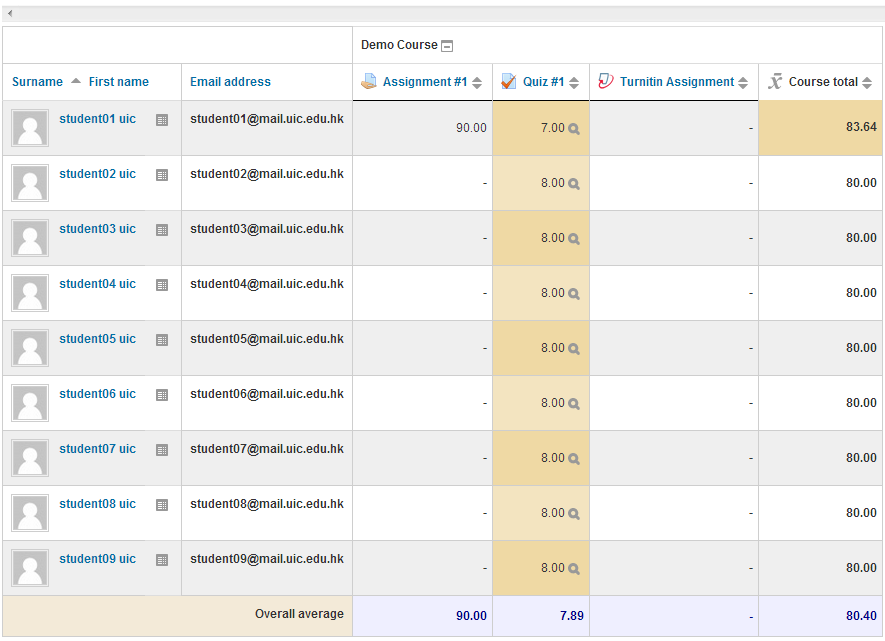 Demo Course
Surname First name Email address Assignment #1 Quiz #1 Turnitin Assignment x̄ Course total
student01 uic student01@mail.uic.edu.hk 90.00 7.00 - 83.64
student02 uic student02@mail.uic.edu.hk - 8.00 - 80.00
student03 uic student03@mail.uic.edu.hk - 8.00 - 80.00
student04 uic student04@mail.uic.edu.hk - 8.00 - 80.00
student05 uic student05@mail.uic.edu.hk - 8.00 - 80.00
student06 uic student06@mail.uic.edu.hk - 8.00 - 80.00
student07 uic student07@mail.uic.edu.hk - 8.00 - 80.00
student08 uic student08@mail.uic.edu.hk - 8.00 - 80.00
student09 uic student09@mail.uic.edu.hk - 8.00 - 80.00
Overall average 90.00 7.89 - 80.40